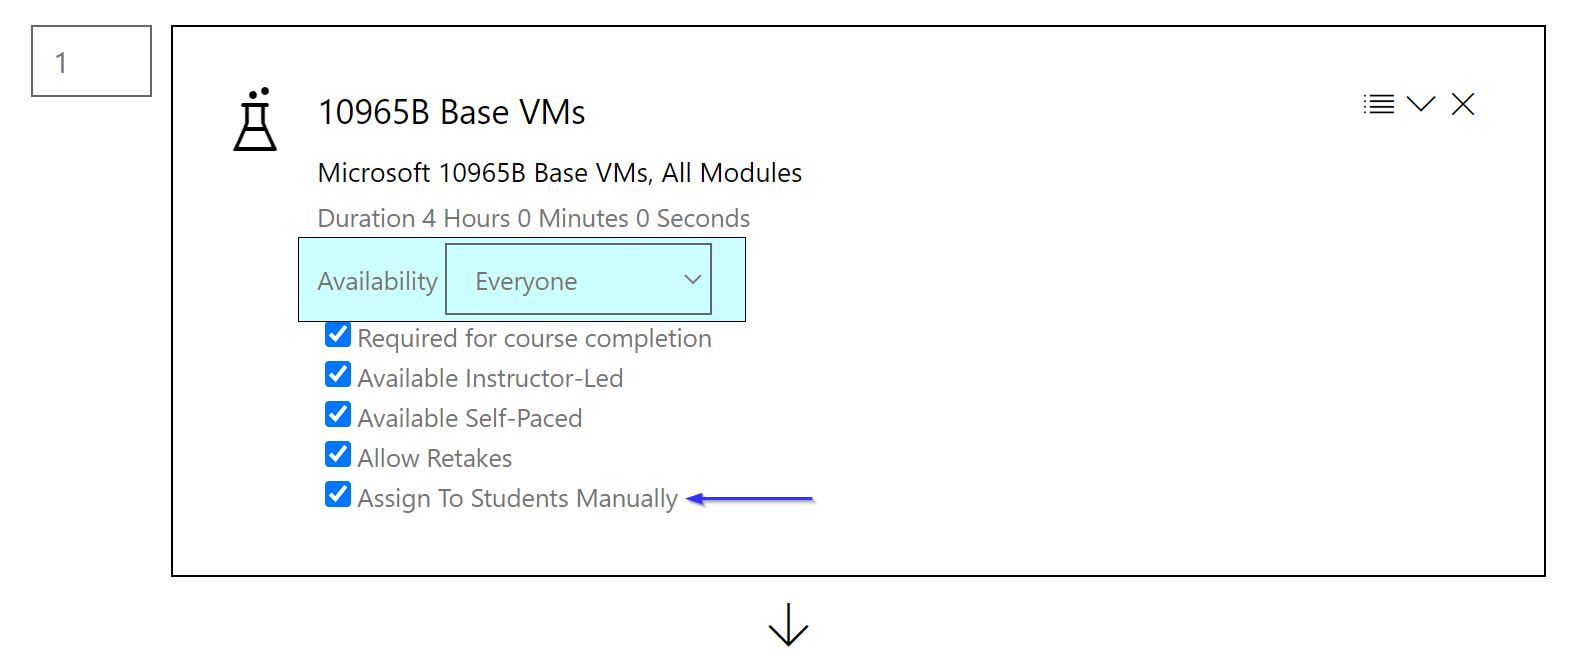 1
10965B Base VMs
Microsoft 10965B Base VMs, All Modules
Duration 4 Hours 0 Minutes 0 Seconds
Availability Everyone
Required for course completion
Available Instructor-Led
Available Self-Paced
Allow Retakes
Assign To Students Manually